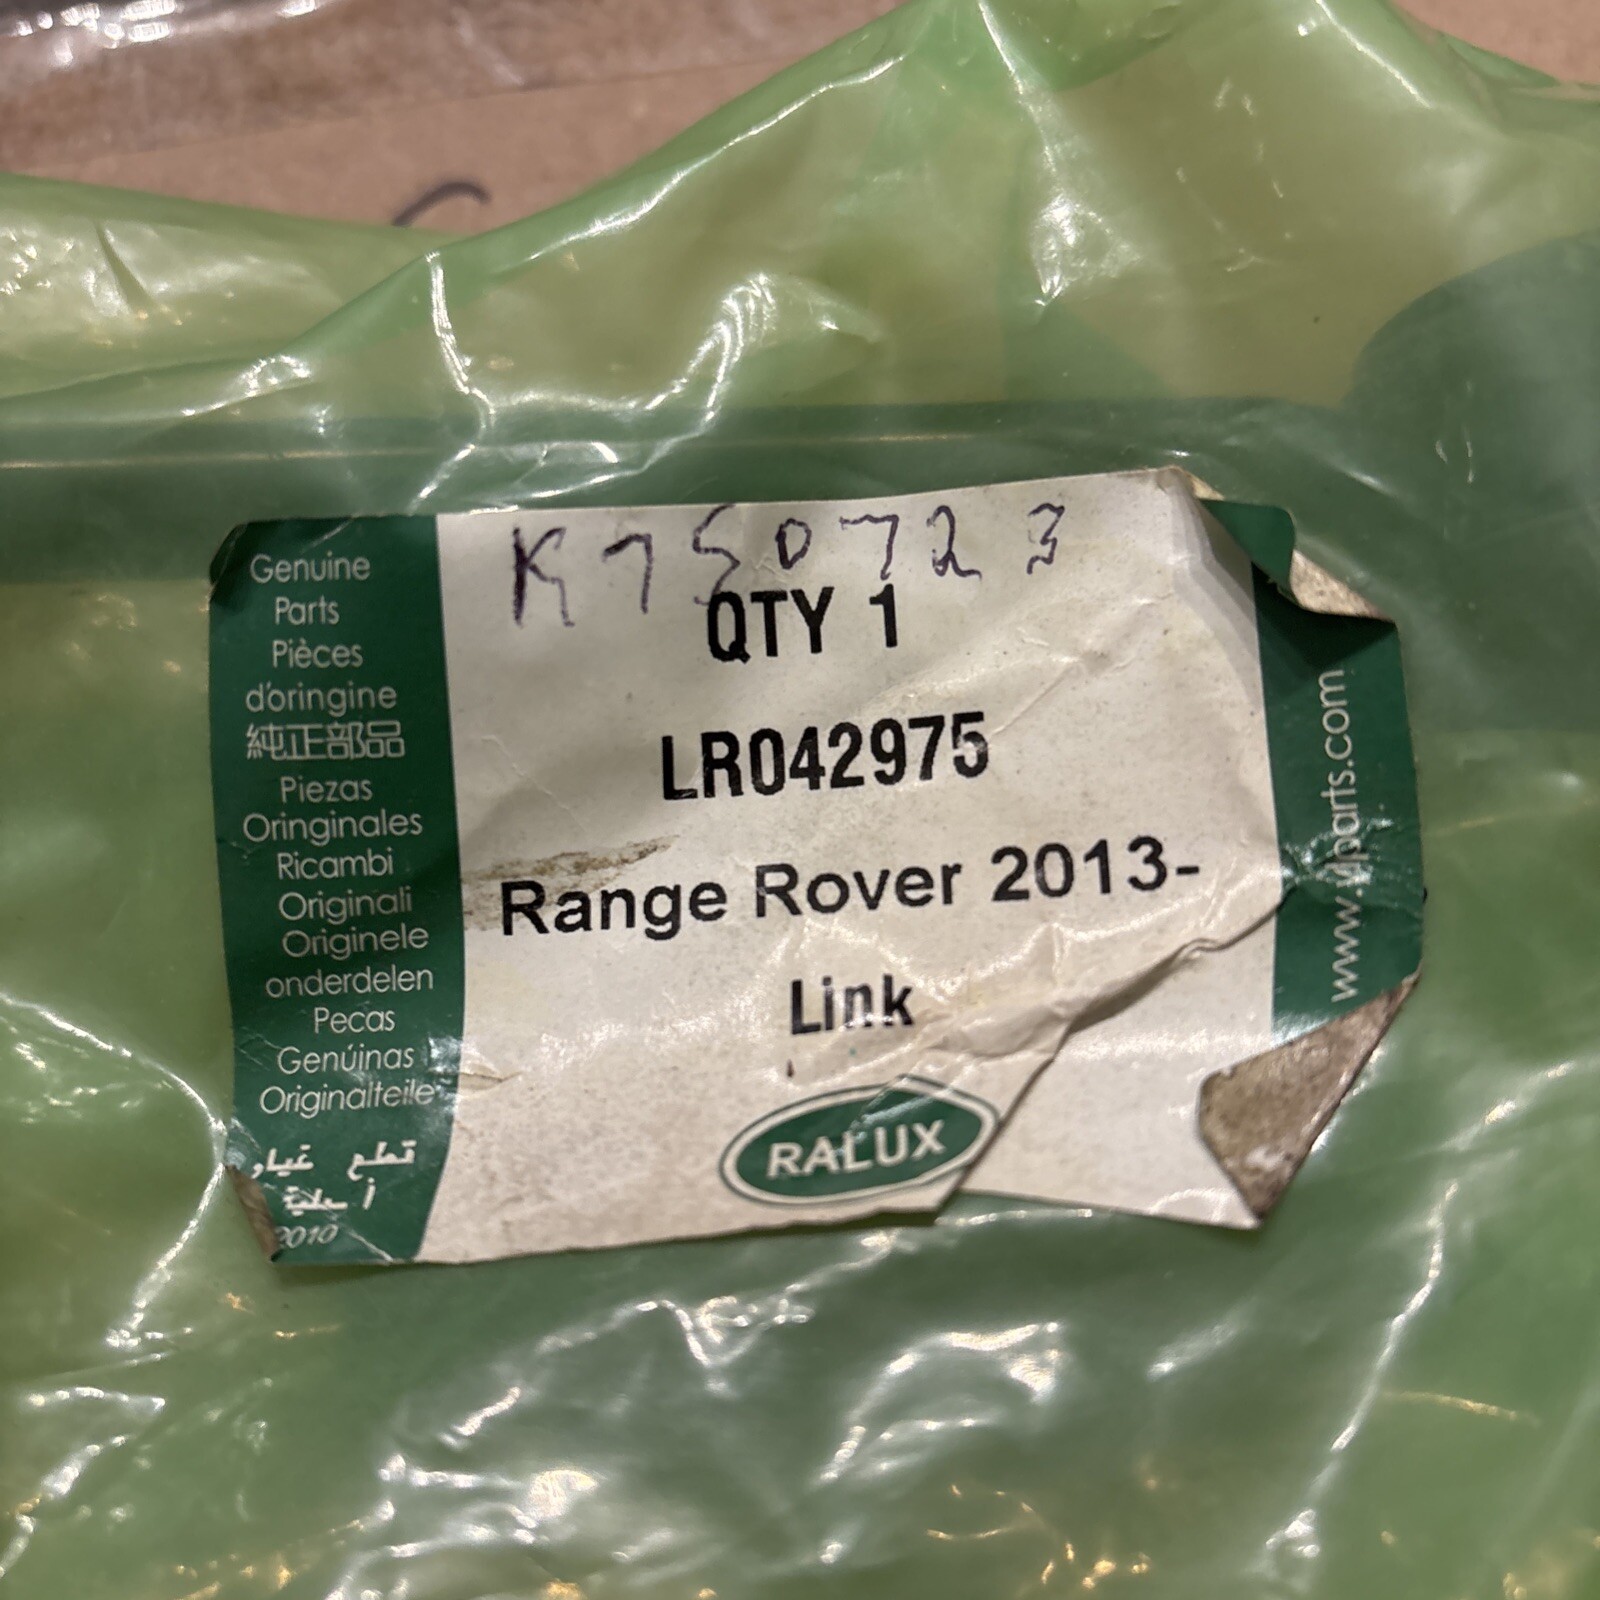 K750723
QTY 1
LR042975
Range Rover 2013-
Link
RALUX
Genuine
Parts
Pièces
d'oringine
純正部品
Piezas
Oringinales
Ricambi
Originali
Originele
onderdelen
Pecas
Genúinas
Originalteile
قطع غيار
أصلية
2010